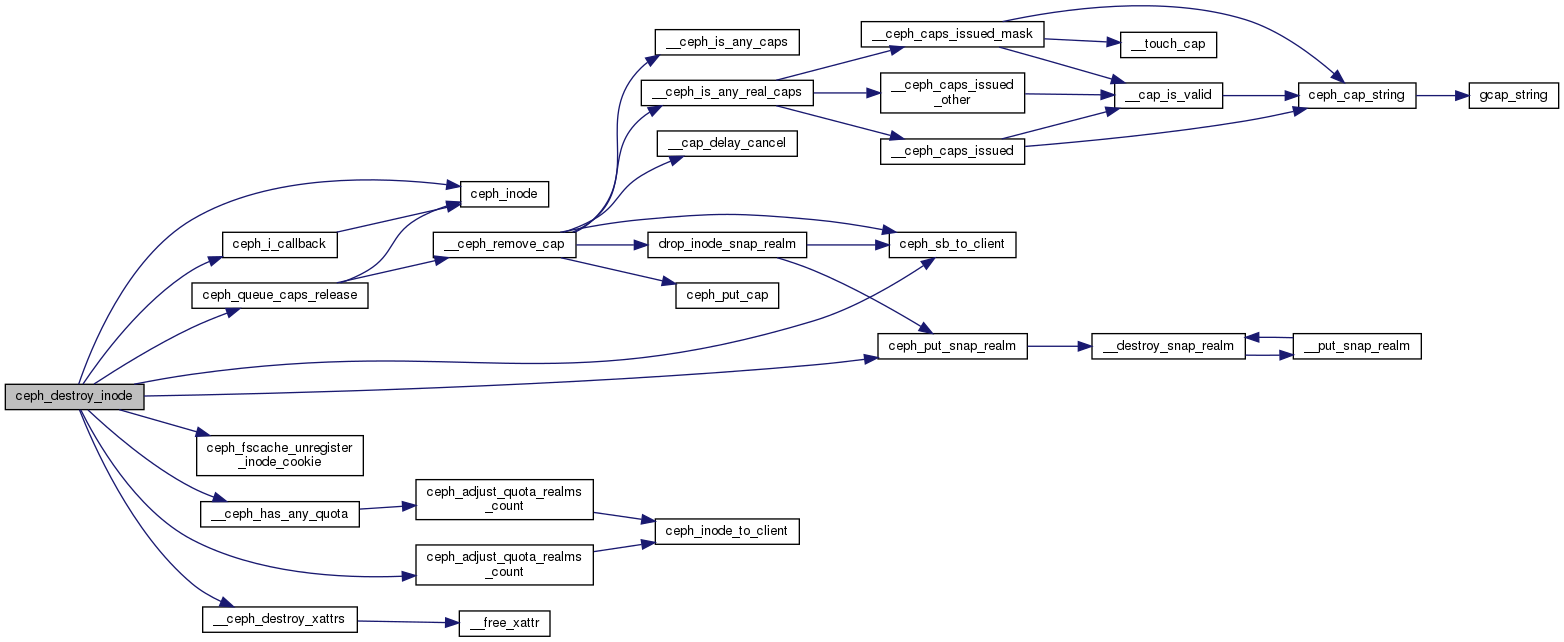 __ceph_is_any_caps
__ceph_caps_issued_mask
__touch_cap
__ceph_is_any_real_caps
__ceph_caps_issued
_other
__cap_is_valid
ceph_cap_string
gcap_string
__cap_delay_cancel
__ceph_caps_issued
ceph_inode
ceph_i_callback
__ceph_remove_cap
drop_inode_snap_realm
ceph_sb_to_client
ceph_queue_caps_release
ceph_put_cap
ceph_put_snap_realm
__destroy_snap_realm
__put_snap_realm
ceph_destroy_inode
ceph_fscache_unregister
_inode_cookie
__ceph_has_any_quota
ceph_adjust_quota_realms
_count
ceph_inode_to_client
ceph_adjust_quota_realms
_count
__ceph_destroy_xattrs
__free_xattr